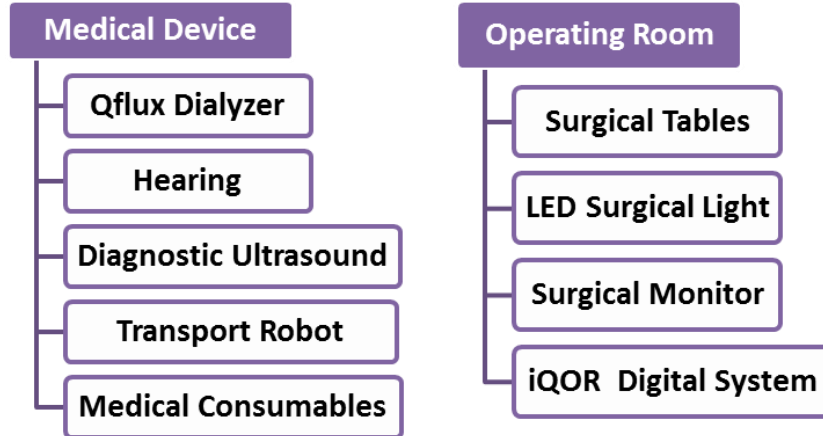 Medical Device
Qflux Dialyzer
Hearing
Diagnostic Ultrasound
Transport Robot
Medical Consumables
Operating Room
Surgical Tables
LED Surgical Light
Surgical Monitor
iQOR Digital System